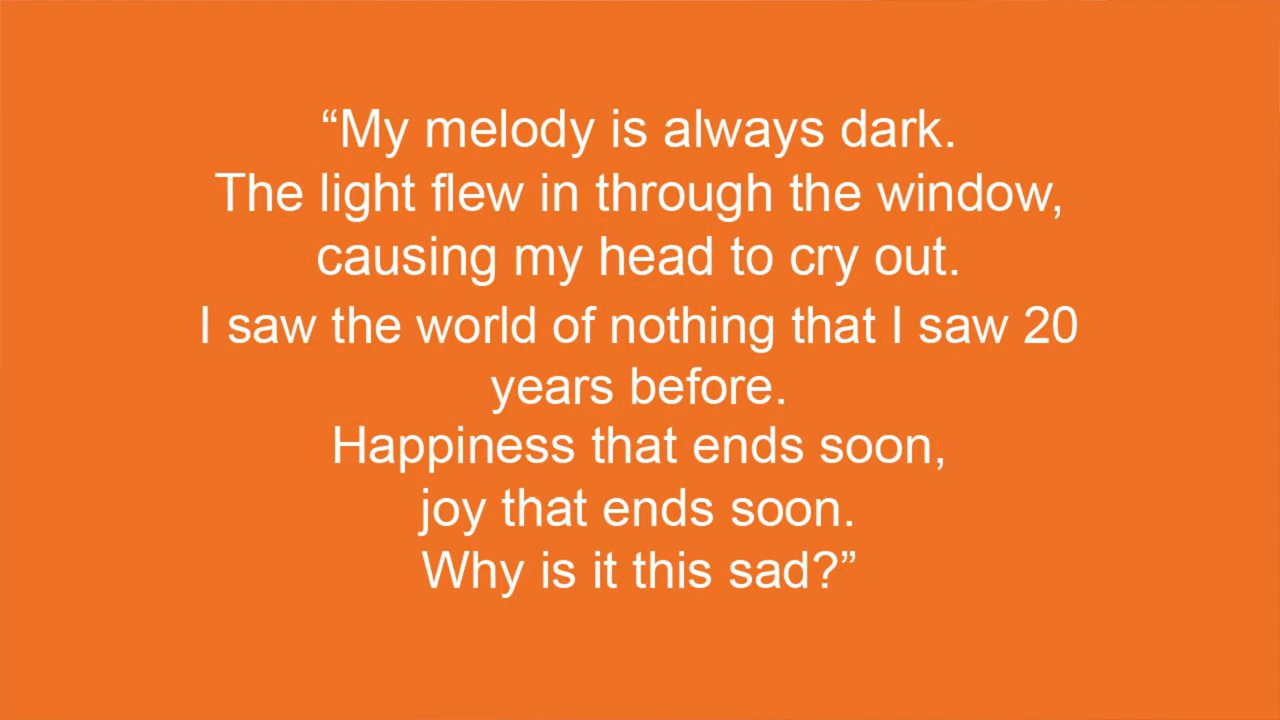 “My melody is always dark.
The light flew in through the window,
causing my head to cry out.
I saw the world of nothing that I saw 20
years before.
Happiness that ends soon,
joy that ends soon.
Why is it this sad?”